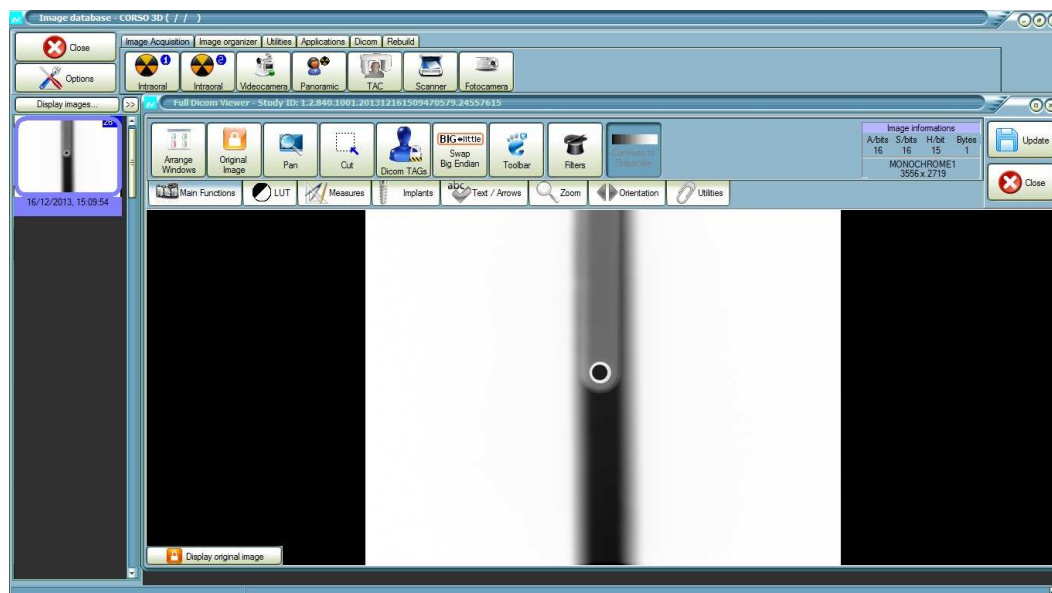 Image database - CORSO 3D ( / / )
Close
Options
Image Acquisition Image organizer Utilities Applications Dicom Rebuild
1 2
Intraoral Intraoral Videocamera Panoramic TAC Scanner Fotocamera
Display images... >>
Full Dicom Viewer - Study ID: 1.2.840.1001.201312161509470579.24557615
16/12/2013, 15:09:54
BIG little
Arrange Windows
Original Image
Pan
Cut
Dicom TAGs
Swap Big Endian
Toolbar
Filters
Image informations
A/bits S/bits H/bit Bytes
16 16 15 1
MONOCHROME1
3556 x 2719
Update
Close
Main Functions LUT Measures Implants abc Text / Arrows Zoom Orientation Utilities
Display original image